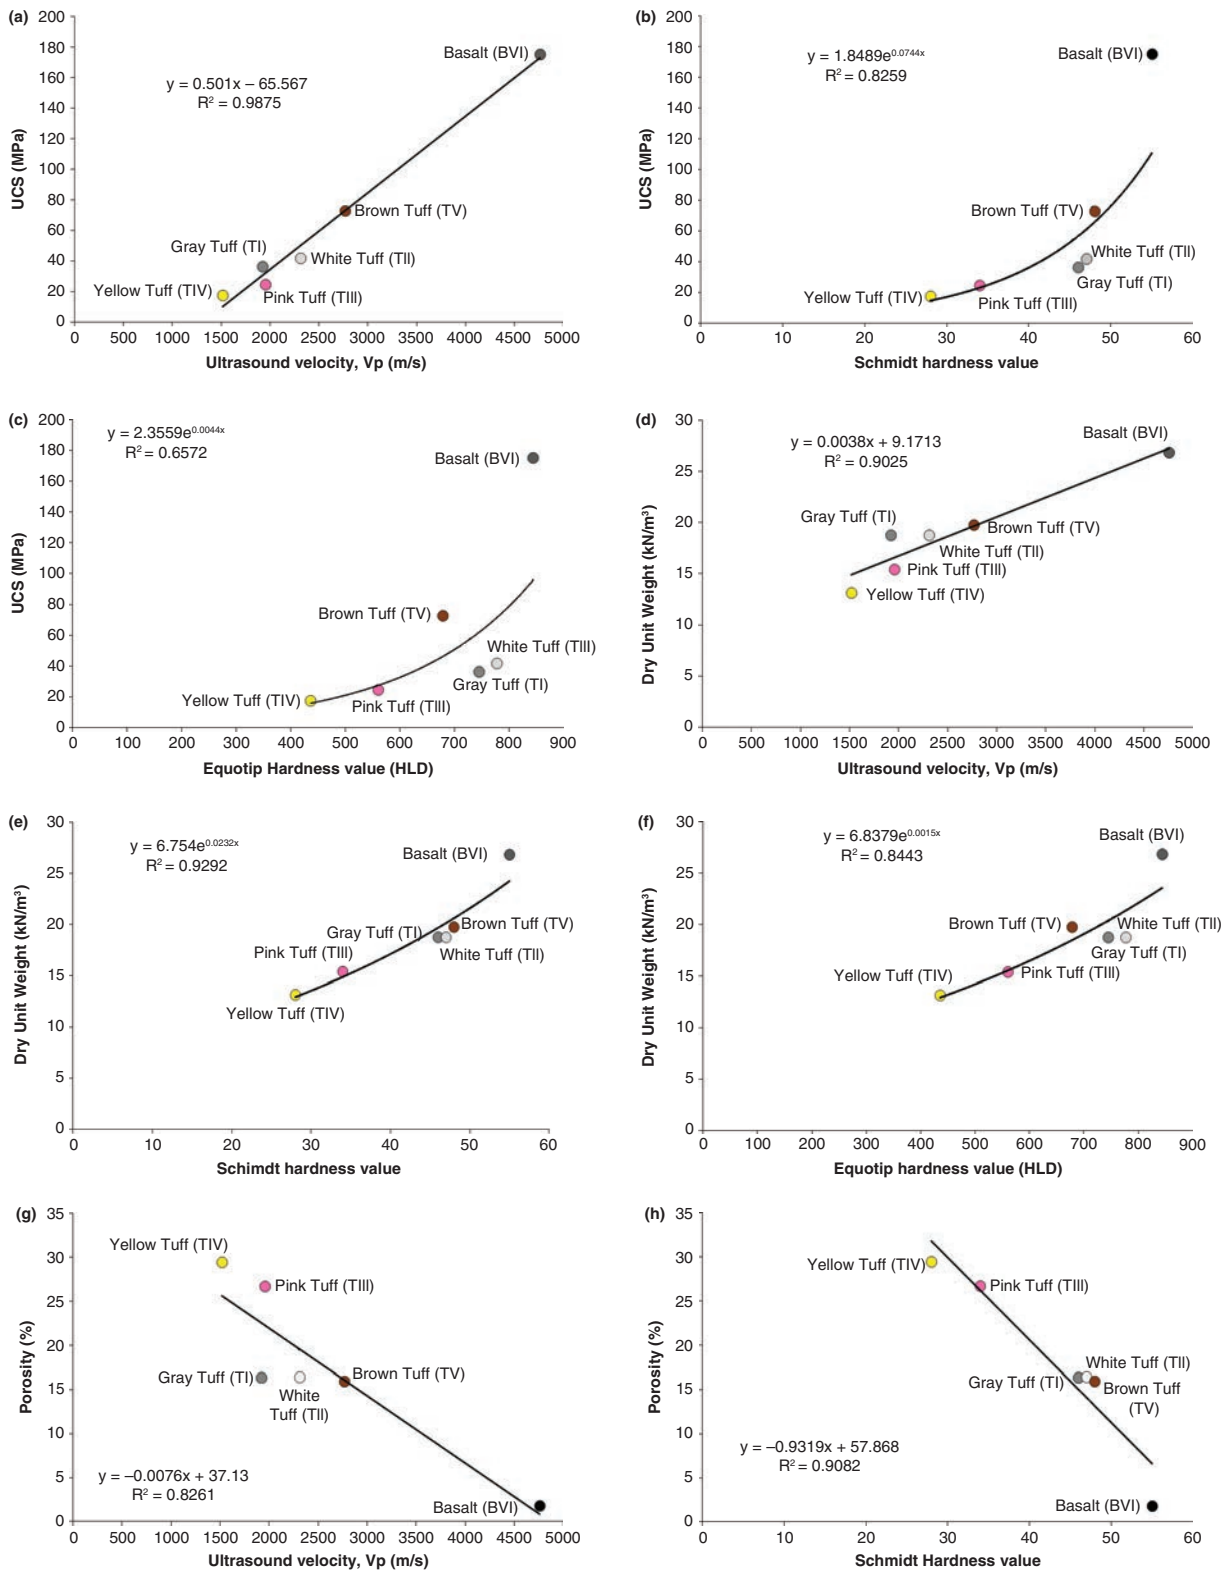 (a)
200
180
160
140
120
100
80
60
40
20
0
UCS (MPa)
y = 0.501x – 65.567
R² = 0.9875
Basalt (BVI)
Brown Tuff (TV)
Gray Tuff (TI)
White Tuff (TII)
Yellow Tuff (TIV)
Pink Tuff (TIII)
0 500 1000 1500 2000 2500 3000 3500 4000 4500 5000
Ultrasound velocity, Vp (m/s)
(b)
200
180
160
140
120
100
80
60
40
20
0
UCS (MPa)
y = 1.8489e^0.0744x
R² = 0.8259
Basalt (BVI)
Brown Tuff (TV)
White Tuff (TII)
Gray Tuff (TI)
Yellow Tuff (TIV)
Pink Tuff (TIII)
0 10 20 30 40 50 60
Schmidt hardness value
(c)
200
180
160
140
120
100
80
60
40
20
0
UCS (MPa)
y = 2.3559e^0.0044x
R² = 0.6572
Basalt (BVI)
Brown Tuff (TV)
White Tuff (TIII)
Gray Tuff (TI)
Yellow Tuff (TIV)
Pink Tuff (TIII)
0 100 200 300 400 500 600 700 800 900
Equotip Hardness value (HLD)
(d)
30
25
20
15
10
5
0
Dry Unit Weight (kN/m³)
y = 0.0038x + 9.1713
R² = 0.9025
Basalt (BVI)
Gray Tuff (TI)
Brown Tuff (TV)
White Tuff (TII)
Pink Tuff (TIII)
Yellow Tuff (TIV)
0 500 1000 1500 2000 2500 3000 3500 4000 4500 5000
Ultrasound velocity, Vp (m/s)
(e)
30
25
20
15
10
5
0
Dry Unit Weight (kN/m³)
y = 6.754e^0.0232x
R² = 0.9292
Basalt (BVI)
Gray Tuff (TI)
Brown Tuff (TV)
Pink Tuff (TIII)
White Tuff (TII)
Yellow Tuff (TIV)
0 10 20 30 40 50 60
Schimdt hardness value
(f)
30
25
20
15
10
5
0
Dry Unit Weight (kN/m³)
y = 6.8379e^0.0015x
R² = 0.8443
Basalt (BVI)
Brown Tuff (TV)
White Tuff (TII)
Gray Tuff (TI)
Yellow Tuff (TIV)
Pink Tuff (TIII)
0 100 200 300 400 500 600 700 800 900
Equotip hardness value (HLD)
(g)
35
30
25
20
15
10
5
0
Porosity (%)
Yellow Tuff (TIV)
Pink Tuff (TIII)
Gray Tuff (TI)
White
Tuff (TII)
Brown Tuff (TV)
y = –0.0076x + 37.13
R² = 0.8261
Basalt (BVI)
0 500 1000 1500 2000 2500 3000 3500 4000 4500 5000
Ultrasound velocity, Vp (m/s)
(h)
35
30
25
20
15
10
5
0
Porosity (%)
Yellow Tuff (TIV)
Pink Tuff (TIII)
White Tuff (TII)
Gray Tuff (TI)
Brown Tuff
(TV)
y = –0.9319x + 57.868
R² = 0.9082
Basalt (BVI)
0 10 20 30 40 50 60
Schmidt Hardness value